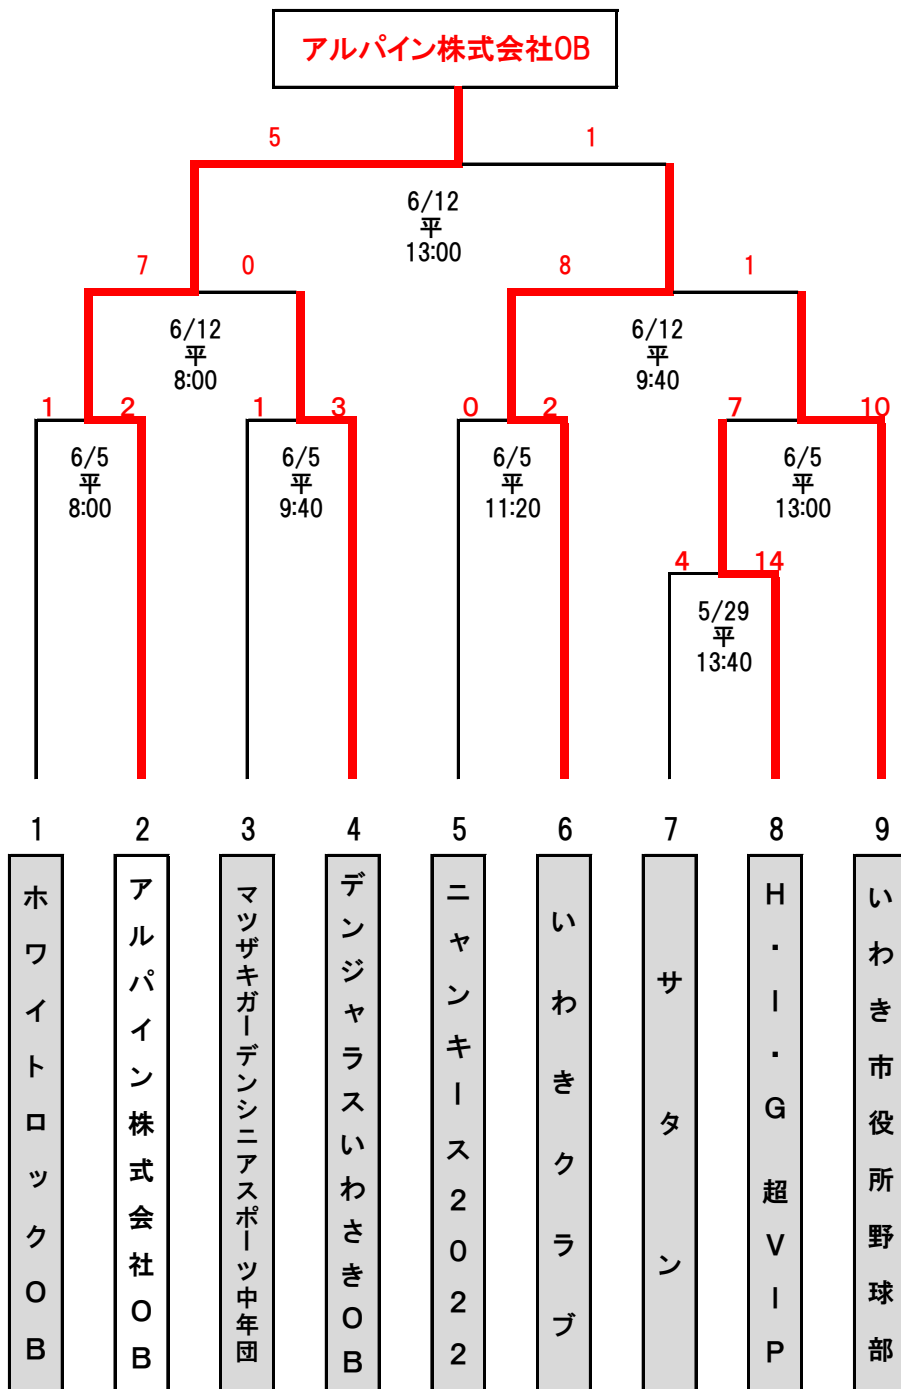 アルパイン株式会社OB
5 1
6/12
平
13:00
7 0 8 1
6/12
平
8:00
6/12
平
9:40
1 2 1 3 0 2 7 10
6/5
平
8:00
6/5
平
9:40
6/5
平
11:20
6/5
平
13:00
4 14
5/29
平
13:40
1 2 3 4 5 6 7 8 9
ホワイトロックOB
アルパイン株式会社OB
マツザキガーデンシニアスポーツ中年団
デンジャラスいわさきOB
ニャンキース2022
いわきクラブ
サタン
H・I・G 超VIP
いわき市役所野球部